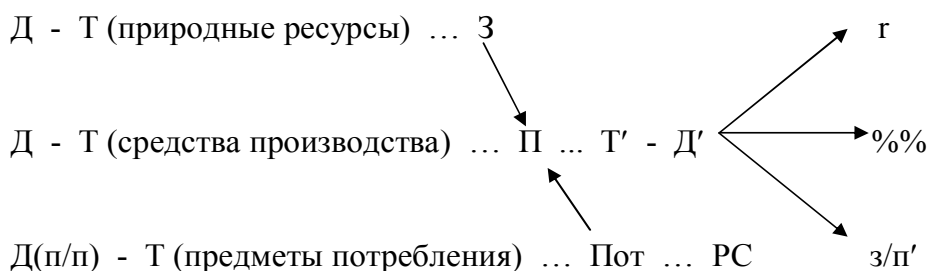 Д - Т (природные ресурсы) … З r
Д - Т (средства производства) … П ... Т′ - Д′ %%
Д(п/п) - Т (предметы потребления) … Пот … РС з/п′